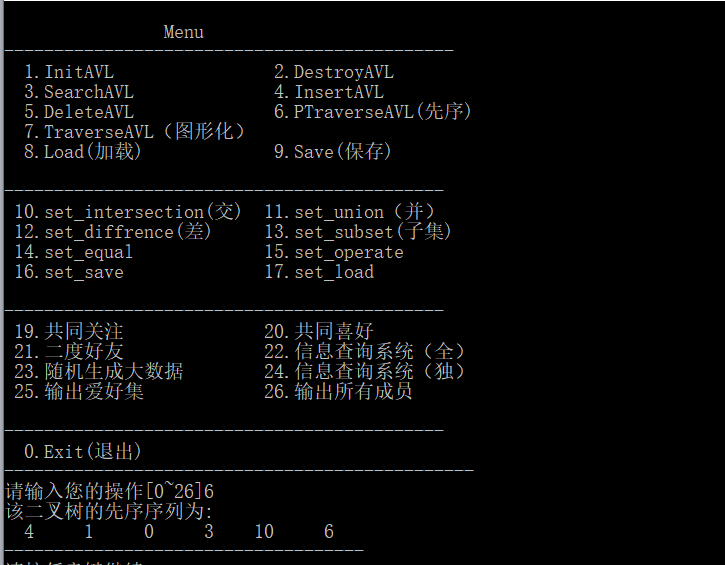 Menu
---------------------------------------------
1.InitAVL 2.DestroyAVL
3.SearchAVL 4.InsertAVL
5.DeleteAVL 6.PTraverseAVL(先序)
7.TraverseAVL（图形化）
8.Load(加载) 9.Save(保存)
--------------------------------------------
10.set_intersection(交) 11.set_union（并）
12.set_diffrence(差) 13.set_subset(子集)
14.set_equal 15.set_operate
16.set_save 17.set_load
--------------------------------------------
19.共同关注 20.共同喜好
21.二度好友 22.信息查询系统（全）
23.随机生成大数据 24.信息查询系统（独）
25.输出爱好集 26.输出所有成员
--------------------------------------------
0.Exit(退出)
-----------------------------------------------
请输入您的操作[0~26]6
该二叉树的先序序列为:
4 1 0 3 10 6
------------------------------------